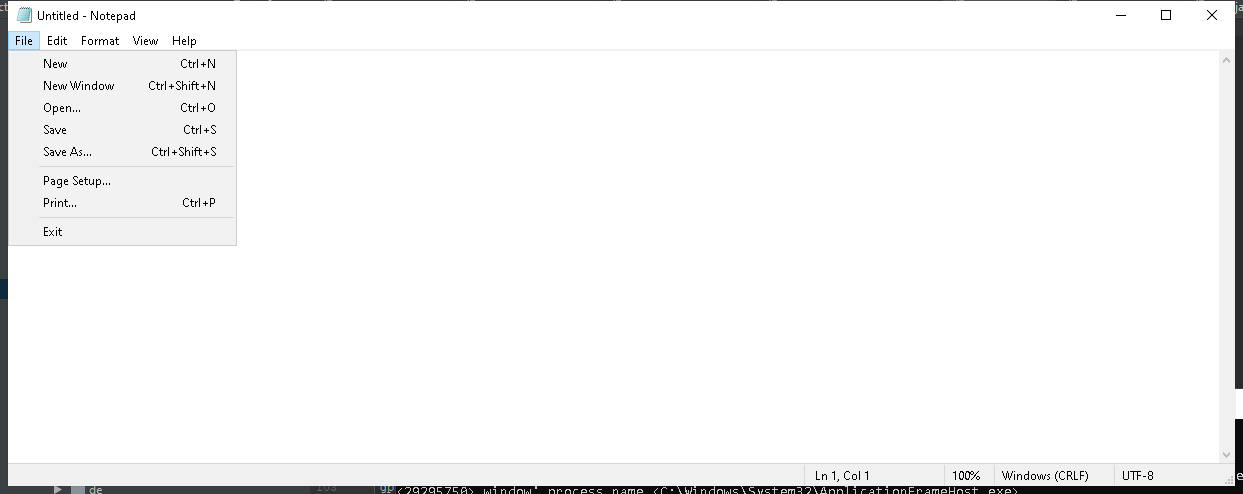 Untitled - Notepad
File Edit Format View Help
New Ctrl+N
New Window Ctrl+Shift+N
Open... Ctrl+O
Save Ctrl+S
Save As... Ctrl+Shift+S
Page Setup...
Print... Ctrl+P
Exit
Ln 1, Col 1 100% Windows (CRLF) UTF-8
de 103 <29295750> window' process name <C:\Windows\System32\ApplicationFrameHost.exe>